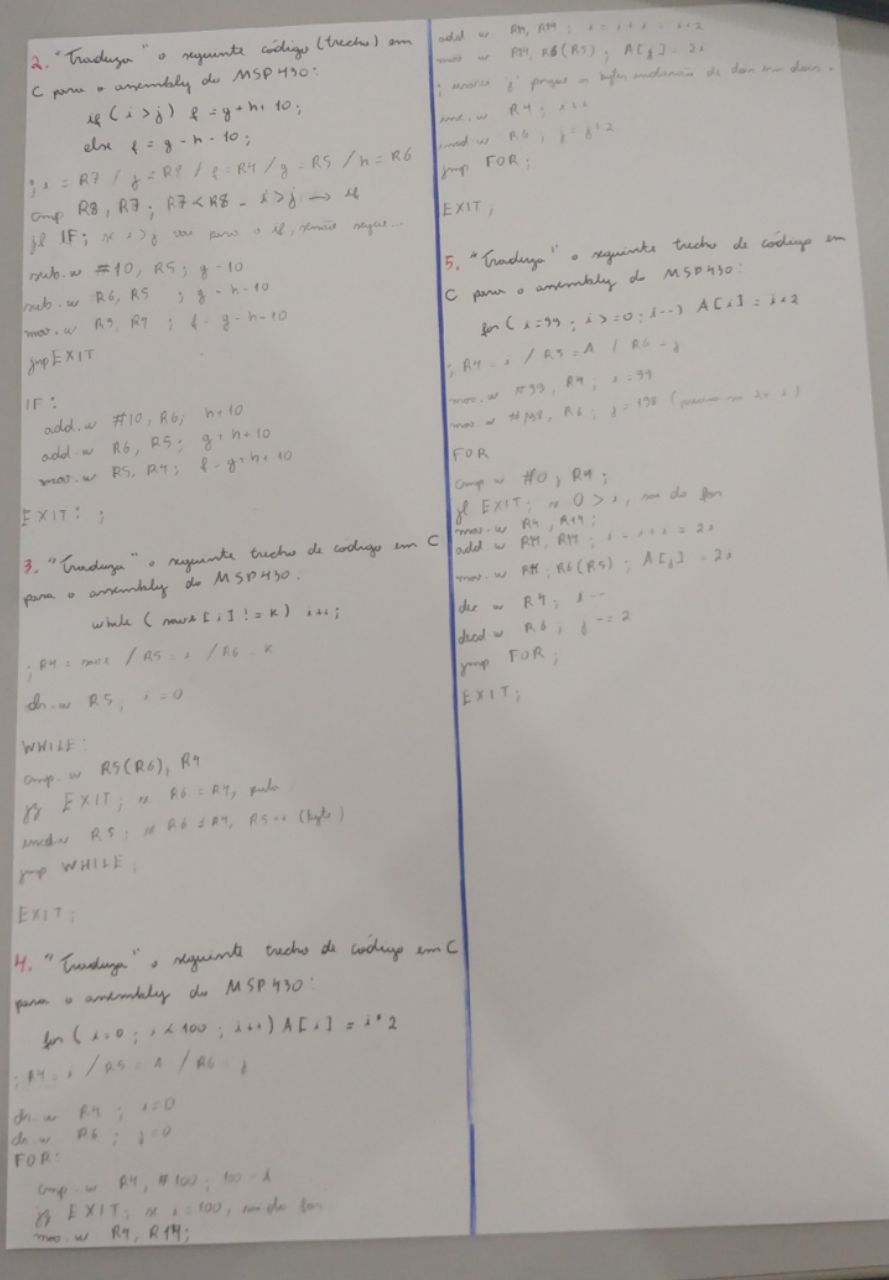 2. "Traduza" o seguinte código (trecho) em
C para o assembly do MSP430:
if (i > j) f = g + h + 10;
else f = g - h - 10;
; i = R7 / j = R8 / f = R4 / g = R5 / h = R6
cmp R8, R7; R7 < R8 - i > j → if
jl IF; se i > j vai para o if, senão segue...
sub.w #10, R5; g - 10
sub.w R6, R5 ; g - h - 10
mov.w R5, R4 ; f = g - h - 10
jmp EXIT
IF:
add.w #10, R6; h + 10
add.w R6, R5; g + h + 10
mov.w R5, R4; f = g + h + 10
EXIT: ;
3. "Traduza" o seguinte trecho de código em C
para o assembly do MSP430.
while (save[i] != k) i++;
; R4 = save / R5 = i / R6 = k
clr.w R5; i = 0
WHILE:
cmp.w R5(R6), R4
jz EXIT; se R6 = R4, pula
incd.w R5; se R6 ≠ R4, R5++ (byte)
jmp WHILE;
EXIT;
4. "Traduza" o seguinte trecho de código em C
para o assembly do MSP430:
for (i=0; i < 100; i++) A[i] = i*2
; R4 = i / R5 = A / R6 = j
clr.w R4 ; i=0
clr.w R6 ; j=0
FOR:
cmp.w R4, #100; 100 - i
jz EXIT; se i = 100, sai do for
mov.w R4, R14;
add.w R14, R14; i = i + i = i*2
mov.w R14, R6(R5); A[j] = 2i
; usarei 'j' porque os bytes de dois em dois.
inc.w R4; i++
incd.w R6; j = j+2
jmp FOR;
EXIT;
5. "Traduza" o seguinte trecho de código em
C para o assembly do MSP430:
for (i=99; i>=0; i--) A[i] = i*2
; R4 = i / R5 = A / R6 = j
mov.w #99, R4; i=99
mov.w #198, R6; j=198 (2x i)
FOR
cmp.w #0, R4;
jl EXIT; se 0 > i, sai do for
mov.w R4, R14;
add.w R14, R14; i = i+i = 2i
mov.w R14, R6(R5); A[j] = 2i
dec.w R4; i--
decd.w R6; j -= 2
jmp FOR;
EXIT;